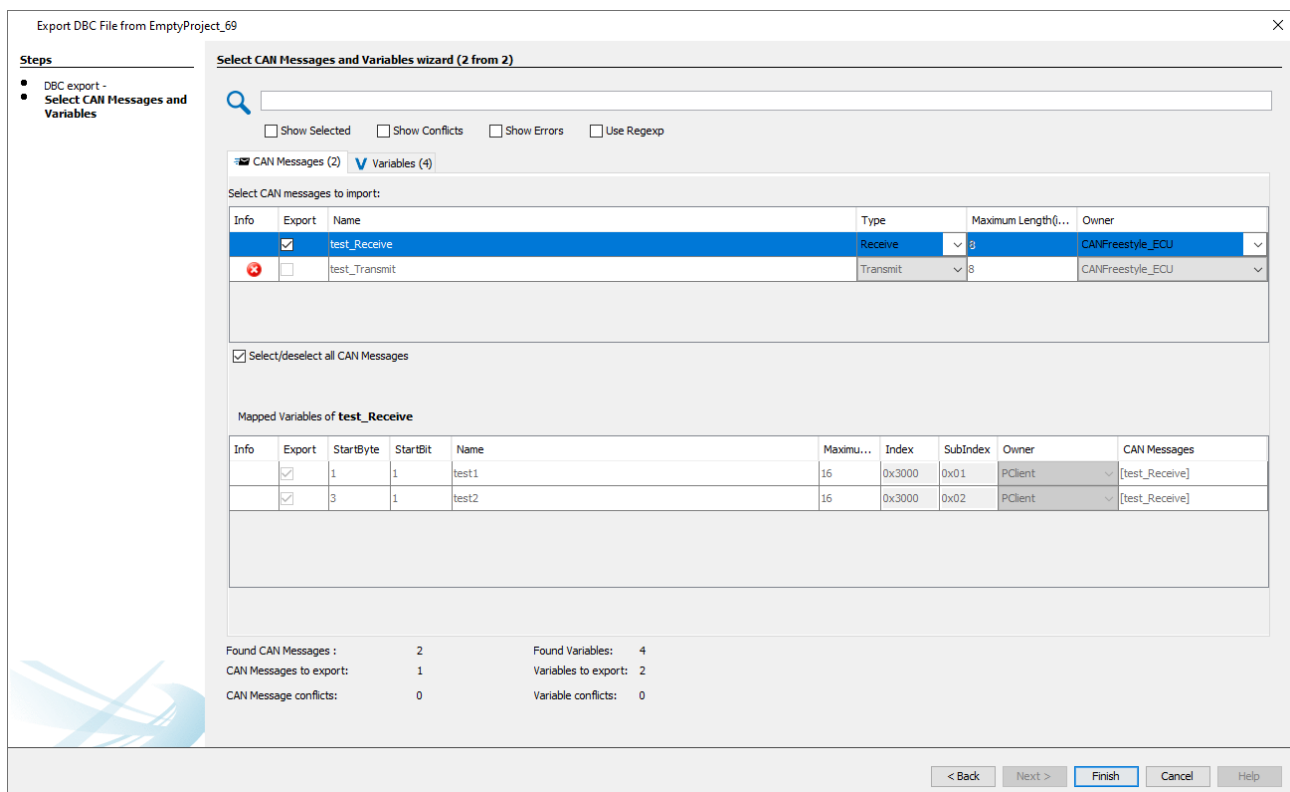 Export DBC File from EmptyProject_69
Steps
DBC export -
Select CAN Messages and
Variables
Select CAN Messages and Variables wizard (2 from 2)
Show Selected Show Conflicts Show Errors Use Regexp
CAN Messages (2) Variables (4)
Select CAN messages to import:
Info Export Name Type Maximum Length(i... Owner
test_Receive Receive 8 CANFreestyle_ECU
test_Transmit Transmit 8 CANFreestyle_ECU
Select/deselect all CAN Messages
Mapped Variables of test_Receive
Info Export StartByte StartBit Name Maximu... Index SubIndex Owner CAN Messages
1 1 test1 16 0x3000 0x01 PClient [test_Receive]
3 1 test2 16 0x3000 0x02 PClient [test_Receive]
Found CAN Messages : 2 Found Variables: 4
CAN Messages to export: 1 Variables to export: 2
CAN Message conflicts: 0 Variable conflicts: 0
< Back Next > Finish Cancel Help